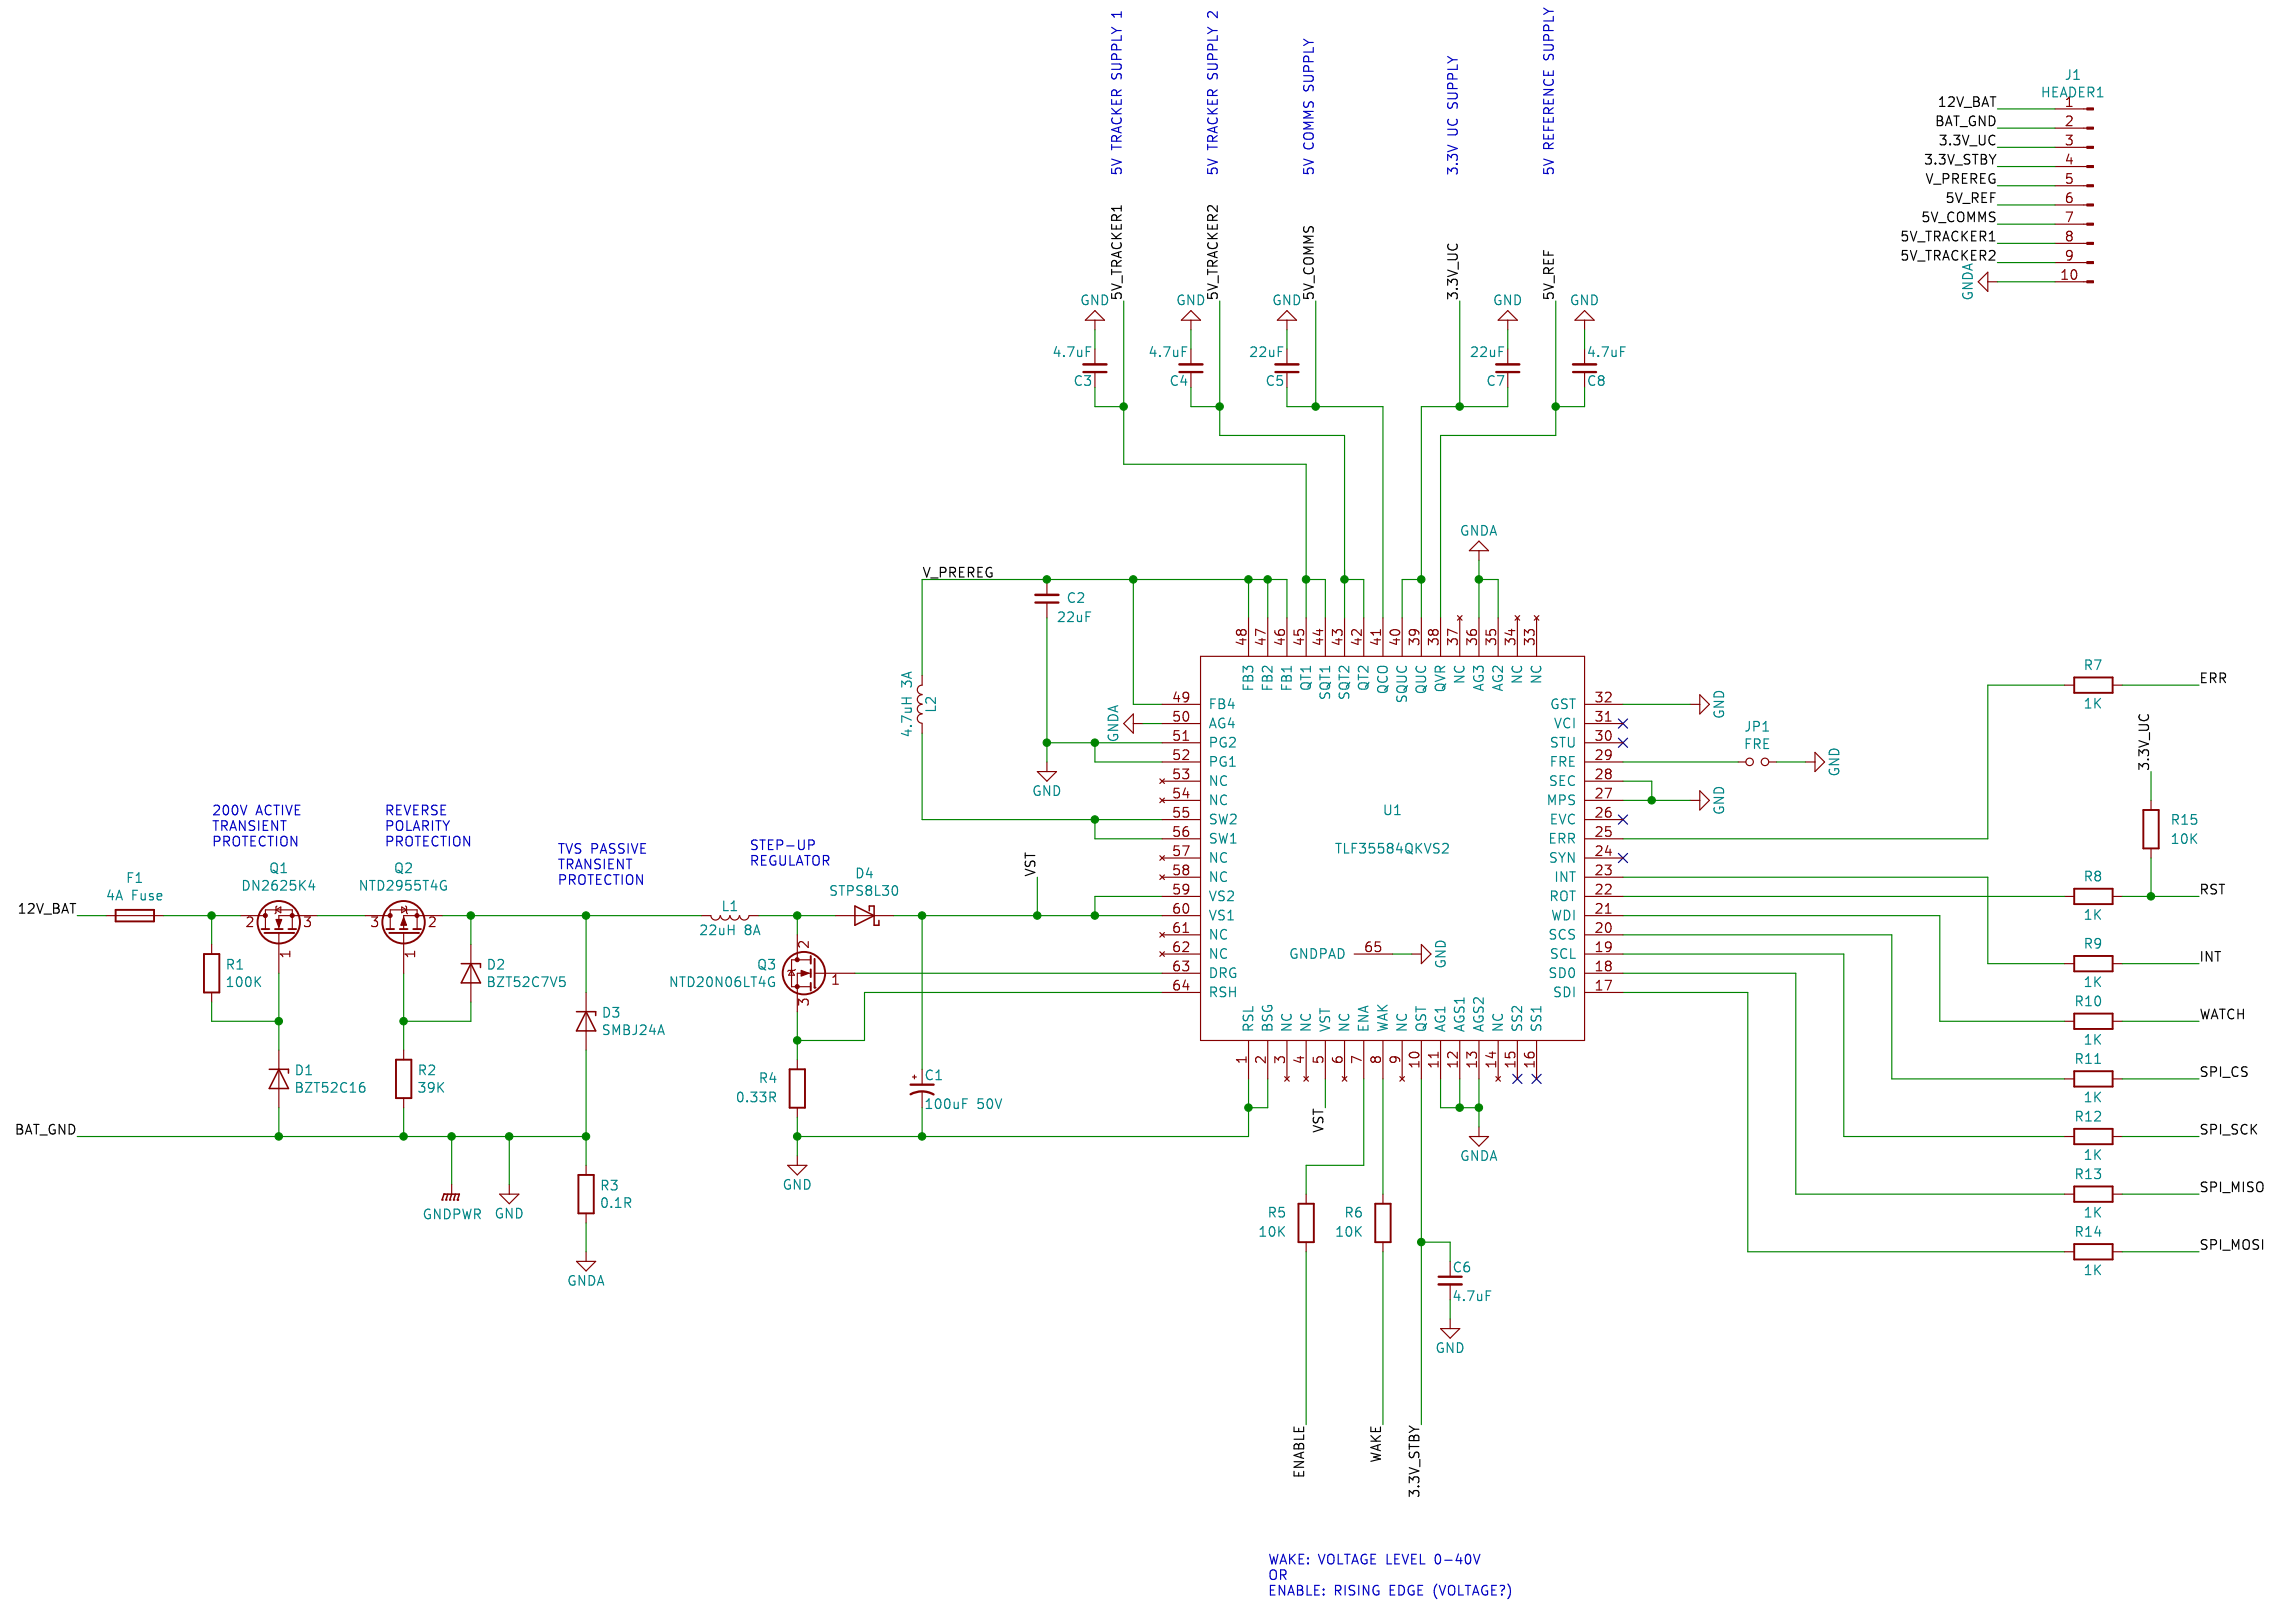 5V TRACKER SUPPLY 1
5V TRACKER SUPPLY 2
5V COMMS SUPPLY
3.3V UC SUPPLY
5V REFERENCE SUPPLY
J1
HEADER1
12V_BAT 1
BAT_GND 2
3.3V_UC 3
3.3V_STBY 4
V_PREREG 5
5V_REF 6
5V_COMMS 7
5V_TRACKER1 8
5V_TRACKER2 9
GNDA 10
5V_TRACKER1
5V_TRACKER2
5V_COMMS
3.3V_UC
5V_REF
GND
GND
GND
GND
GND
4.7uF
C3
4.7uF
C4
22uF
C5
22uF
C7
4.7uF
C8
GNDA
V_PREREG
C2
22uF
4.7uH 3A
L2
GNDA
GND
48 47 46 45 44 43 42 41 40 39 38 37 36 35 34 33
FB3 FB2 FB1 QT1 SQT1 SQT2 QT2 QCO SQUC QUC QVR NC AG3 AG2 NC NC
49 FB4
50 AG4
51 PG2
52 PG1
53 NC
54 NC
55 SW2
56 SW1
57 NC
58 NC
59 VS2
60 VS1
61 NC
62 NC
63 DRG
64 RSH
U1
TLF35584QKVS2
GNDPAD 65 GND
GST 32
VCI 31
STU 30
FRE 29
SEC 28
MPS 27
EVC 26
ERR 25
SYN 24
INT 23
ROT 22
WDI 21
SCS 20
SCL 19
SDO 18
SDI 17
RSL BSG NC NC VST NC ENA WAK NC QST AG1 AGS1 AGS2 NC SS2 SS1
1 2 3 4 5 6 7 8 9 10 11 12 13 14 15 16
GND
JP1
FRE
GND
GND
R7
1K
ERR
3.3V_UC
R15
10K
R8
1K
RST
R9
1K
INT
R10
1K
WATCH
R11
1K
SPI_CS
R12
1K
SPI_SCK
R13
1K
SPI_MISO
R14
1K
SPI_MOSI
200V ACTIVE
TRANSIENT
PROTECTION
REVERSE
POLARITY
PROTECTION
TVS PASSIVE
TRANSIENT
PROTECTION
STEP-UP
REGULATOR
VST
12V_BAT
F1
4A Fuse
Q1
DN2625K4
2 3
1
Q2
NTD2955T4G
3 2
1
R1
100K
D2
BZT52C7V5
D1
BZT52C16
R2
39K
D3
SMBJ24A
L1
22uH 8A
D4
STPS8L30
Q3
NTD20N06LT4G
2
1
3
R4
0.33R
C1
100uF 50V
BAT_GND
GNDPWR
GND
R3
0.1R
GNDA
GND
VST
GNDA
R5
10K
R6
10K
C6
4.7uF
GND
ENABLE
WAKE
3.3V_STBY
WAKE: VOLTAGE LEVEL 0-40V
OR
ENABLE: RISING EDGE (VOLTAGE?)